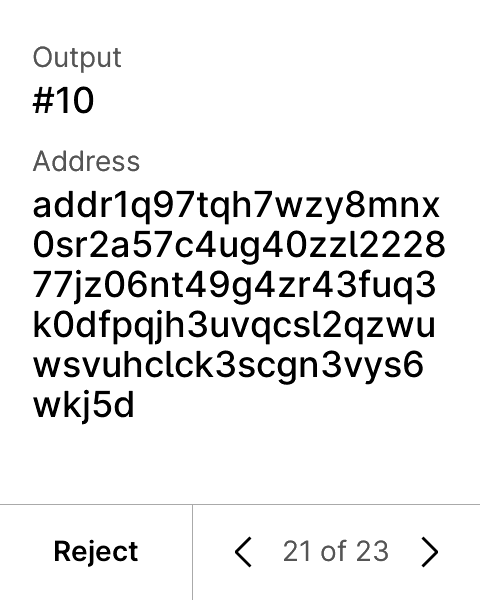 Output
#10
Address
addr1q97tqh7wzy8mnx
0sr2a57c4ug40zzl2228
77jz06nt49g4zr43fuq3
k0dfpqjh3uvqcsl2qzwu
wsvuhclck3scgn3vys6
wkj5d
Reject
21 of 23